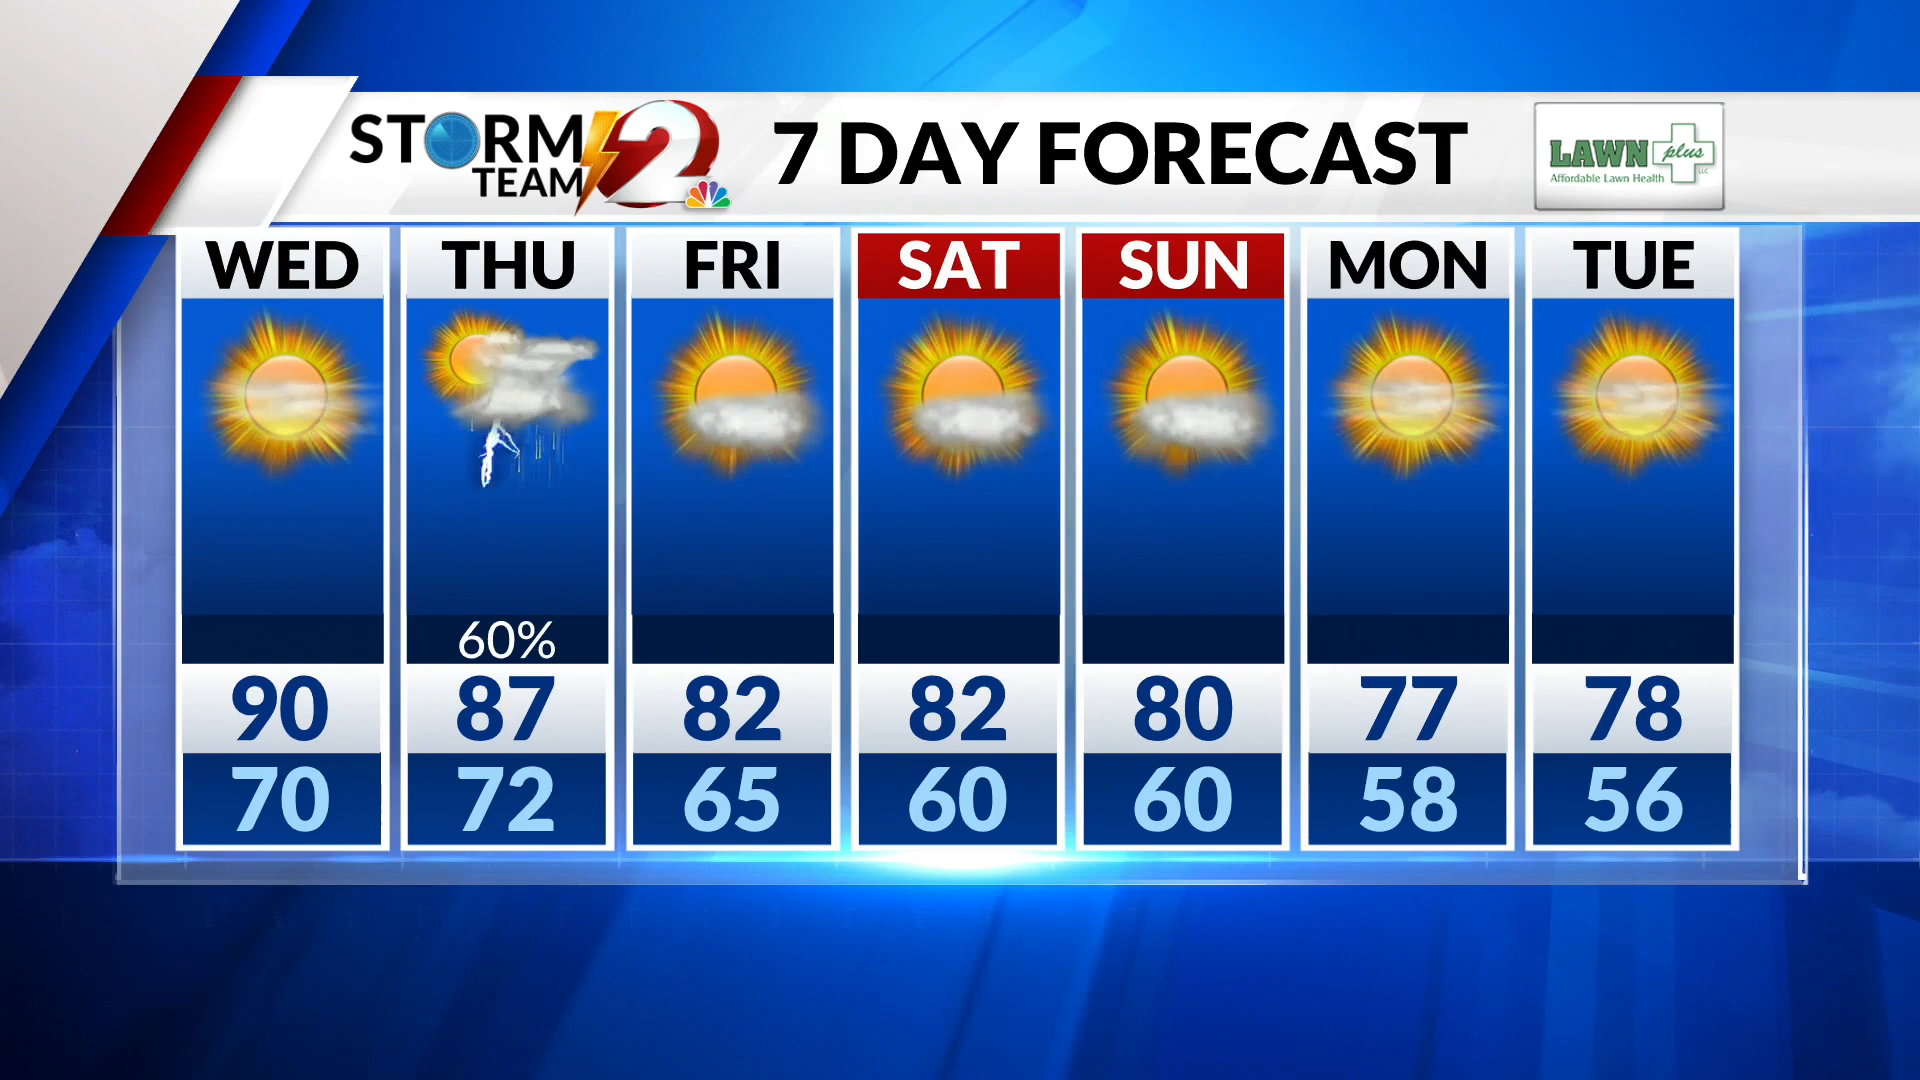 STORM
TEAM
2
7 DAY FORECAST
LAWN plus
LLC
Affordable Lawn Health
WED THU FRI SAT SUN MON TUE
60%
90 87 82 82 80 77 78
70 72 65 60 60 58 56